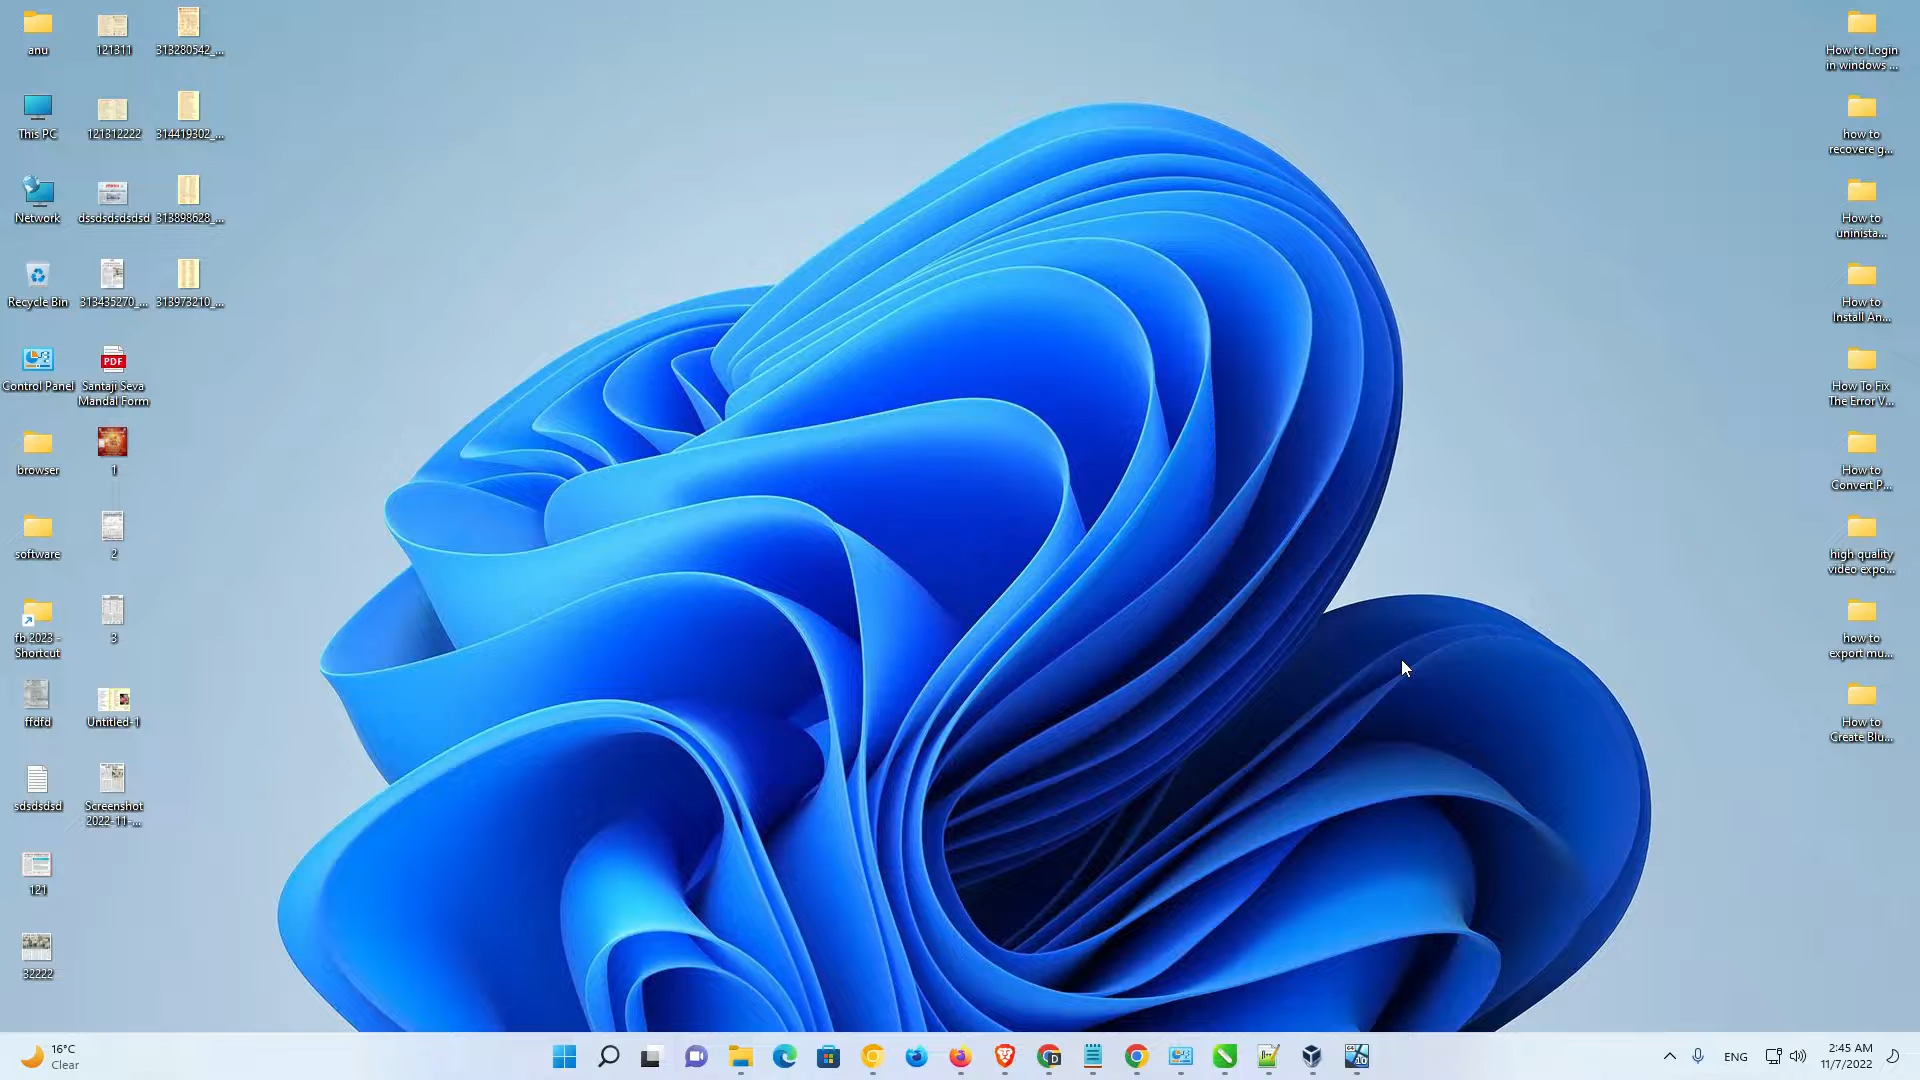 anu
This PC
Network
Recycle Bin
Control Panel
browser
software
fb 2023 -
Shortcut
ffdfd
sdsdsdsd
121
32222
121311
121312222
dssdsdsdsdsd
313435270_...
PDF
Santaji Seva
Mandal Form
1
2
3
Untitled-1
Screenshot
2022-11-...
313280542_...
314419302_...
313898628_...
313973210_...
How to Login
in windows ...
how to
recovere g...
How to
uninista...
How to
Install An...
How To Fix
The Error V...
How to
Convert P...
high quality
video expo...
how to
export mu...
How to
Create Blu...
16°C
Clear
ENG
2:45 AM
11/7/2022